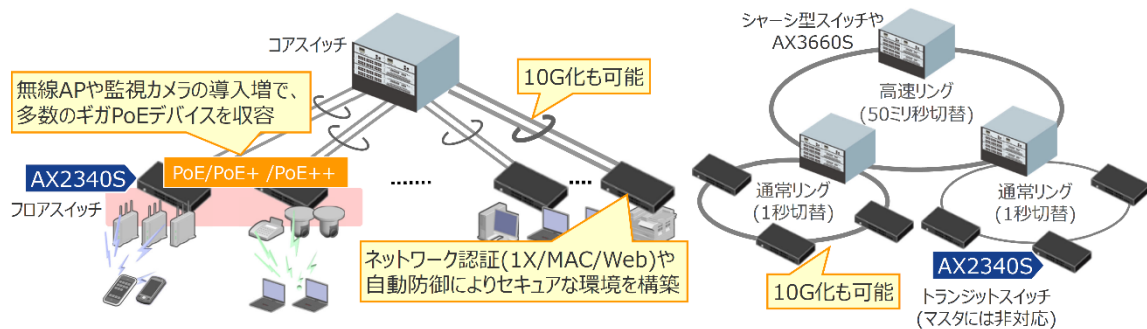 コアスイッチ
無線APや監視カメラの導入増で、
多数のギガPoEデバイスを収容
10G化も可能
AX2340S
PoE/PoE+ /PoE++
フロアスイッチ
.......
....
ネットワーク認証(1X/MAC/Web)や
自動防御によりセキュアな環境を構築
シャーシ型スイッチや
AX3660S
高速リング
(50ミリ秒切替)
通常リング
(1秒切替)
通常リング
(1秒切替)
10G化も可能
AX2340S
トランジットスイッチ
(マスタには非対応)